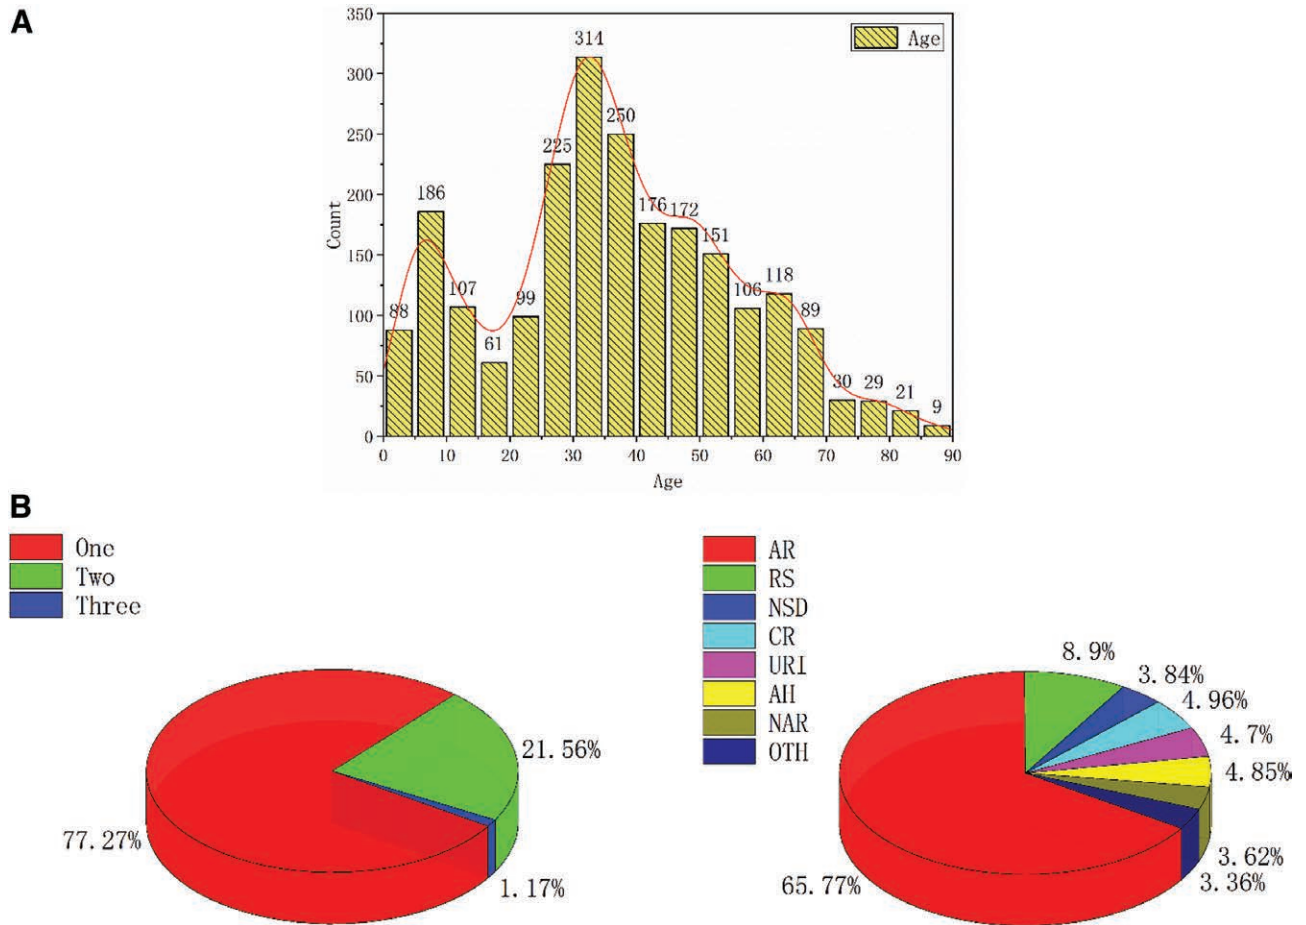 A
350
300
250
200
150
100
50
0
Count
Age
88
186
107
61
99
225
314
250
176
172
151
106
118
89
30
29
21
9
0 10 20 30 40 50 60 70 80 90
Age
B
One
Two
Three
21.56%
77.27%
1.17%
AR
RS
NSD
CR
URI
AH
NAR
OTH
8.9%
3.84%
4.96%
4.7%
4.85%
3.62%
3.36%
65.77%